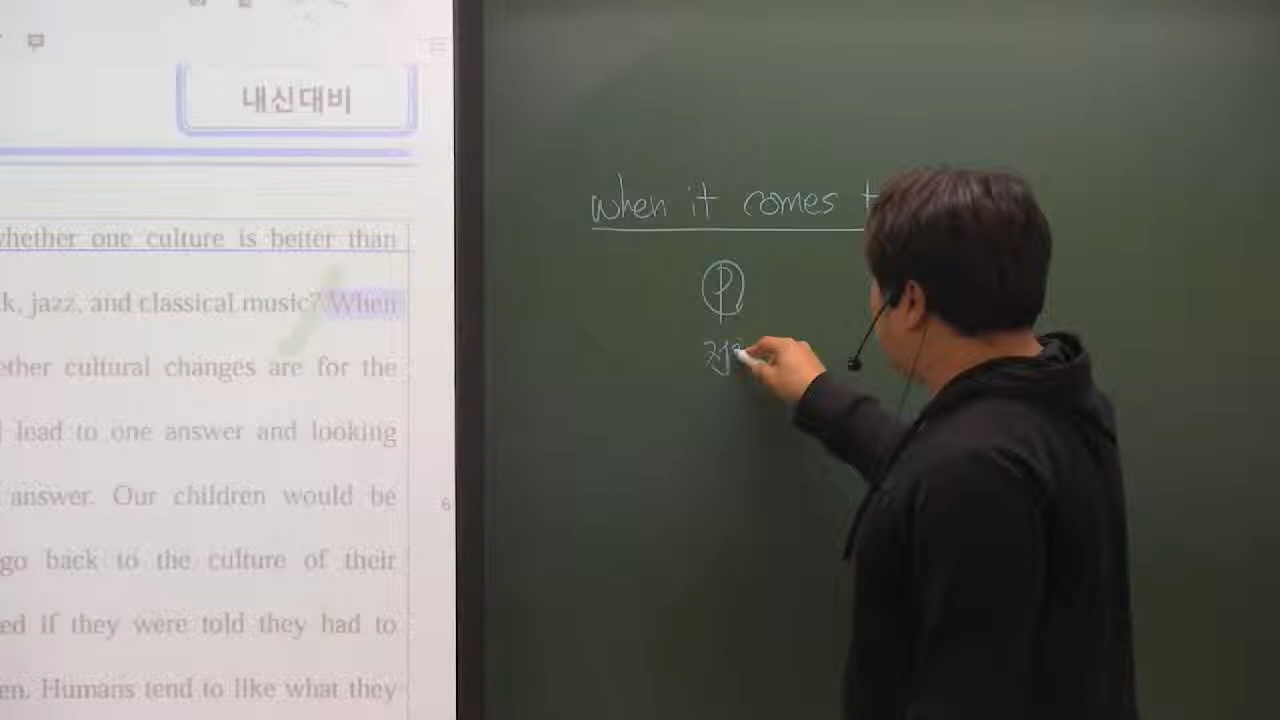 내신대비
whether one culture is better than
k, jazz, and classical music? When
ether cultural changes are for the
lead to one answer and looking
answer. Our children would be
6
go back to the culture of their
ed if they were told they had to
en. Humans tend to like what they
when it comes t
P